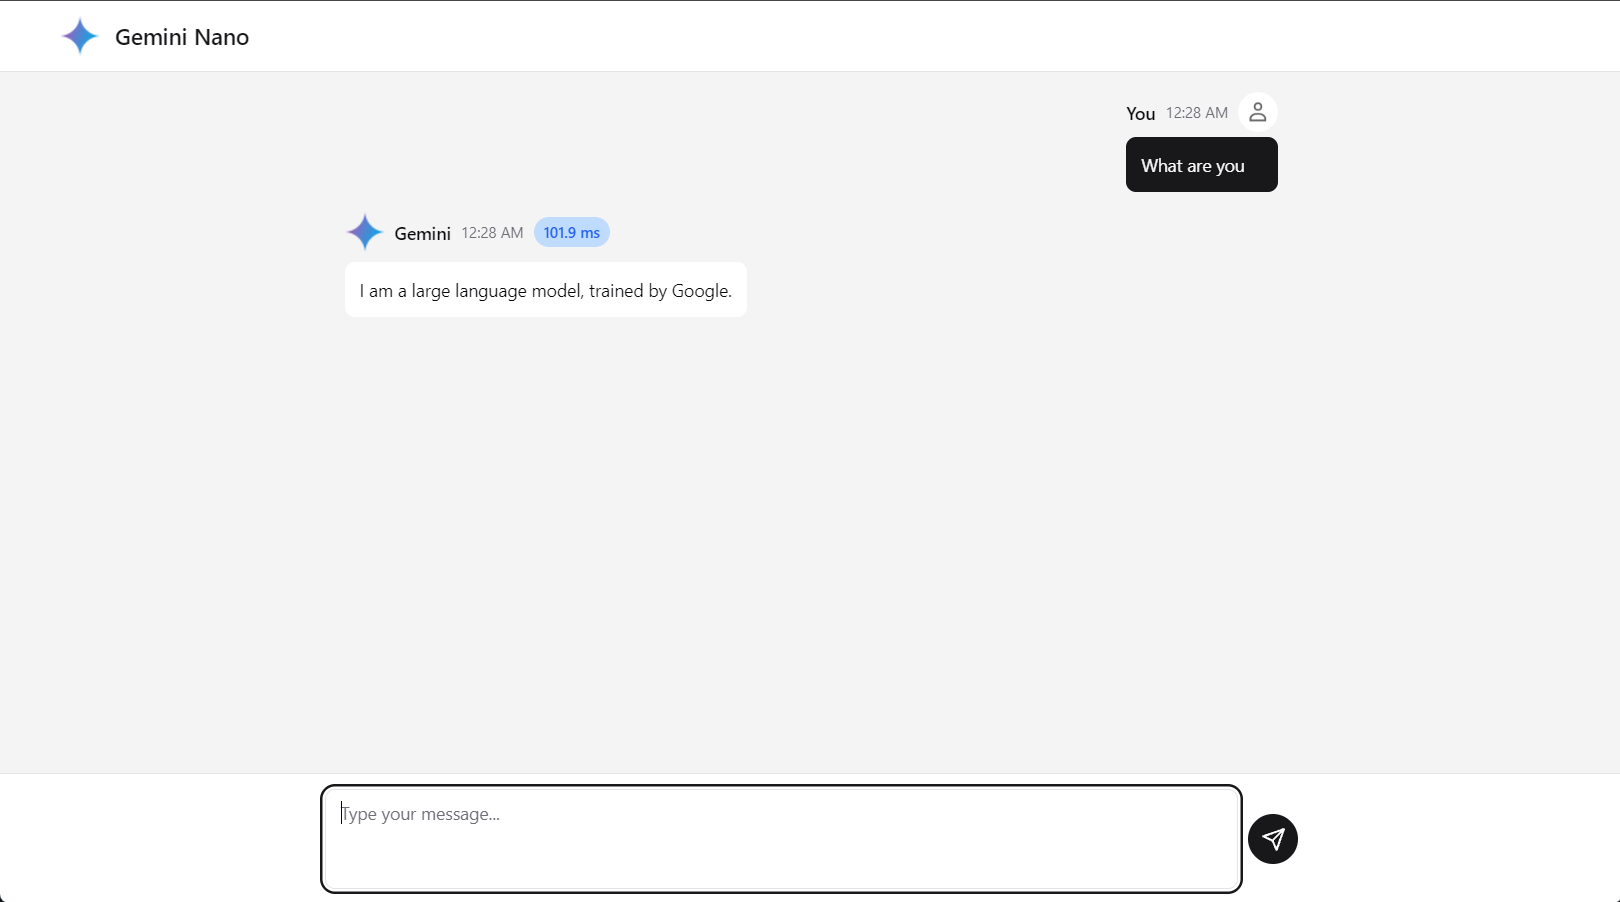 Gemini Nano
You 12:28 AM
What are you
Gemini 12:28 AM 101.9 ms
I am a large language model, trained by Google.
Type your message...